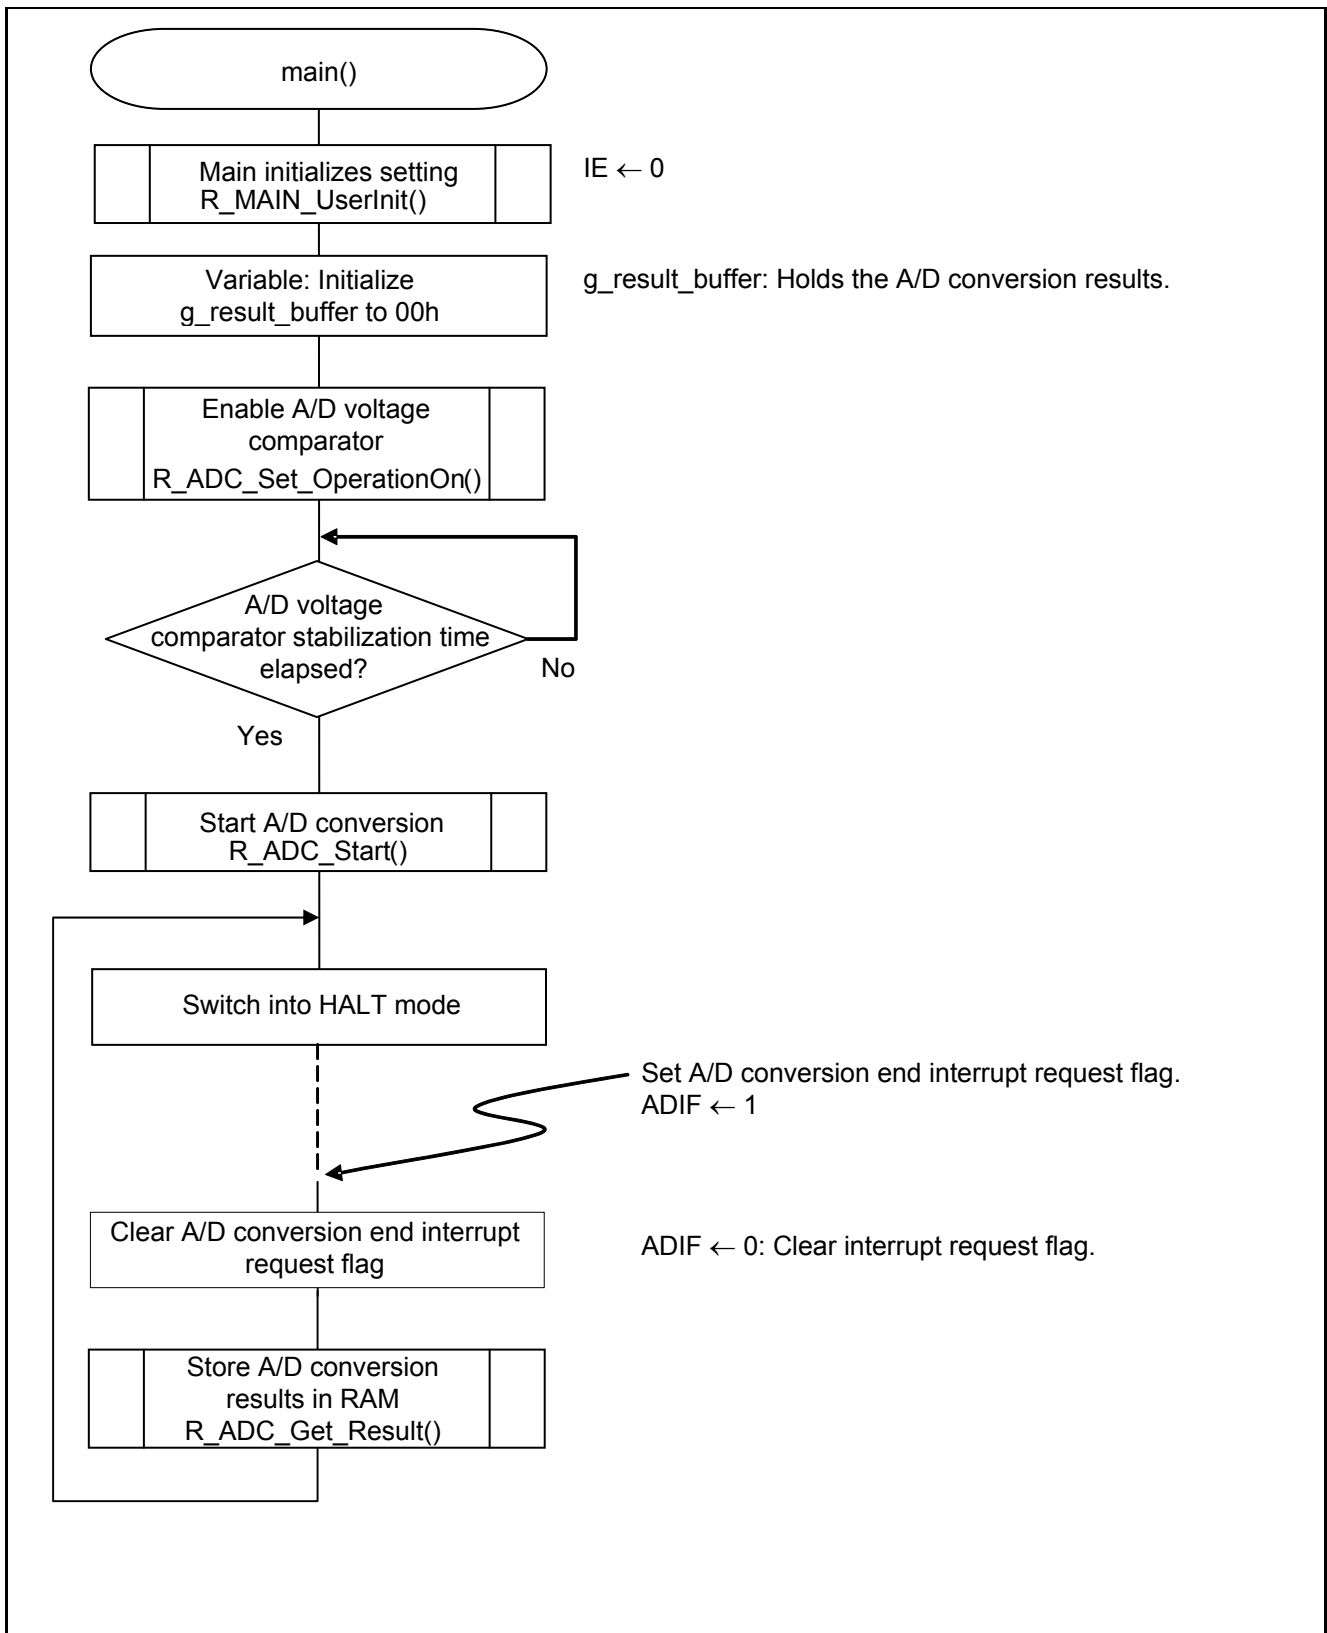 main()
Main initializes setting
R_MAIN_UserInit()
IE ← 0
Variable: Initialize
g_result_buffer to 00h
g_result_buffer: Holds the A/D conversion results.
Enable A/D voltage
comparator
R_ADC_Set_OperationOn()
A/D voltage
comparator stabilization time
elapsed?
No
Yes
Start A/D conversion
R_ADC_Start()
Switch into HALT mode
Set A/D conversion end interrupt request flag.
ADIF ← 1
Clear A/D conversion end interrupt
request flag
ADIF ← 0: Clear interrupt request flag.
Store A/D conversion
results in RAM
R_ADC_Get_Result()